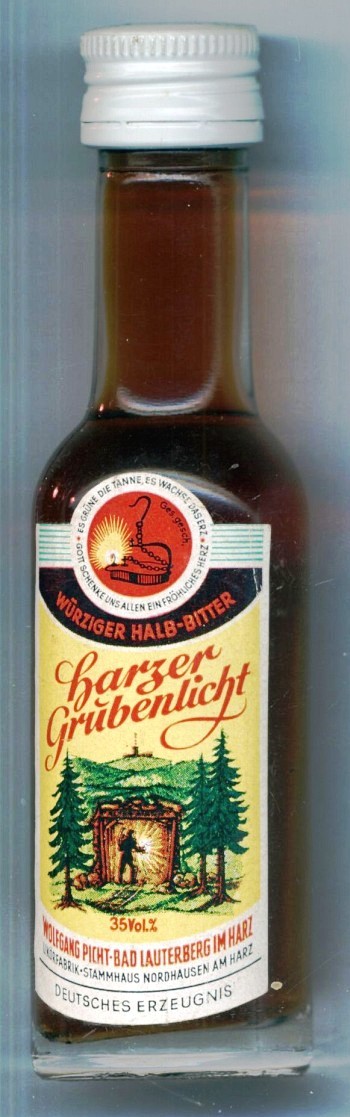 • ES GRÜNE DIE TANNE, ES WACHSE DAS ERZ •
GOTT SCHENKE UNS ALLEN EIN FRÖHLICHES HERZ
Ges. gesch.
WÜRZIGER HALB-BITTER
Harzer
Grubenlicht
35 Vol.%
WOLFGANG PICHT-BAD LAUTERBERG IM HARZ
LIKÖRFABRIK-STAMMHAUS NORDHAUSEN AM HARZ
DEUTSCHES ERZEUGNIS